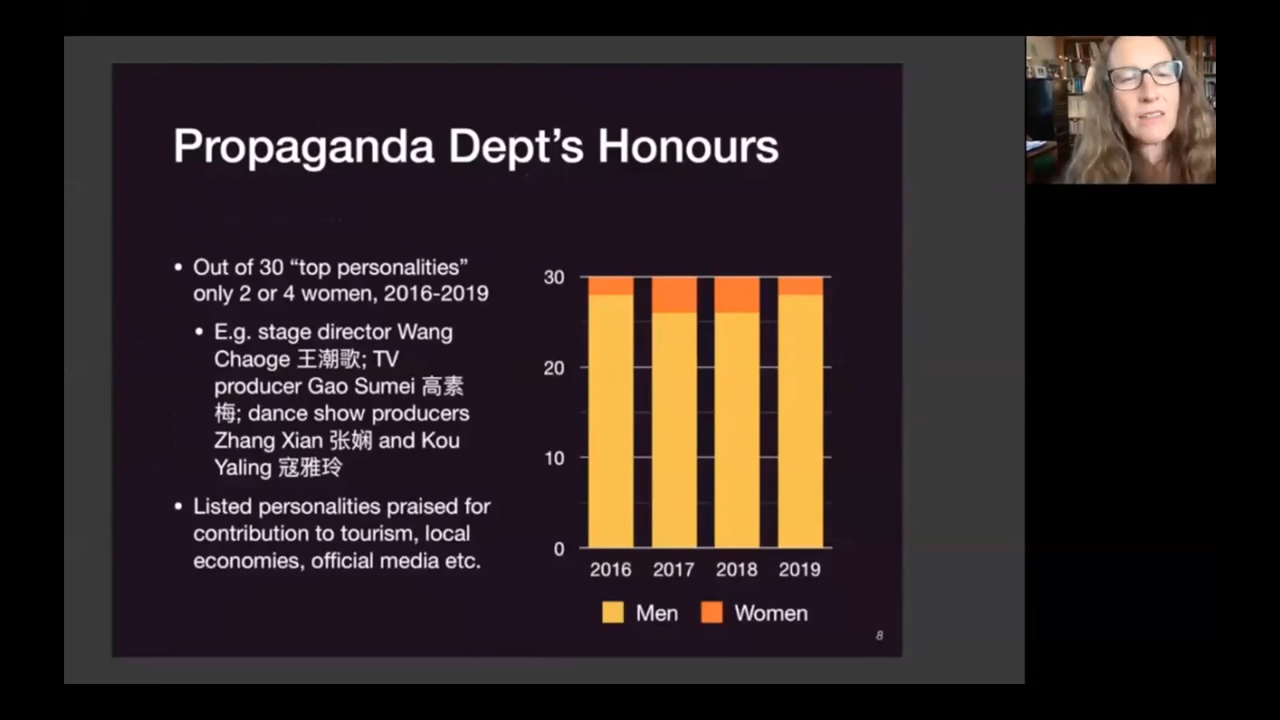 Propaganda Dept's Honours
• Out of 30 “top personalities”
only 2 or 4 women, 2016-2019
• E.g. stage director Wang
Chaoge 王潮歌; TV
producer Gao Sumei 高素
梅; dance show producers
Zhang Xian 张娴 and Kou
Yaling 寇雅玲
• Listed personalities praised for
contribution to tourism, local
economies, official media etc.
30
20
10
0
2016 2017 2018 2019
Men Women
8